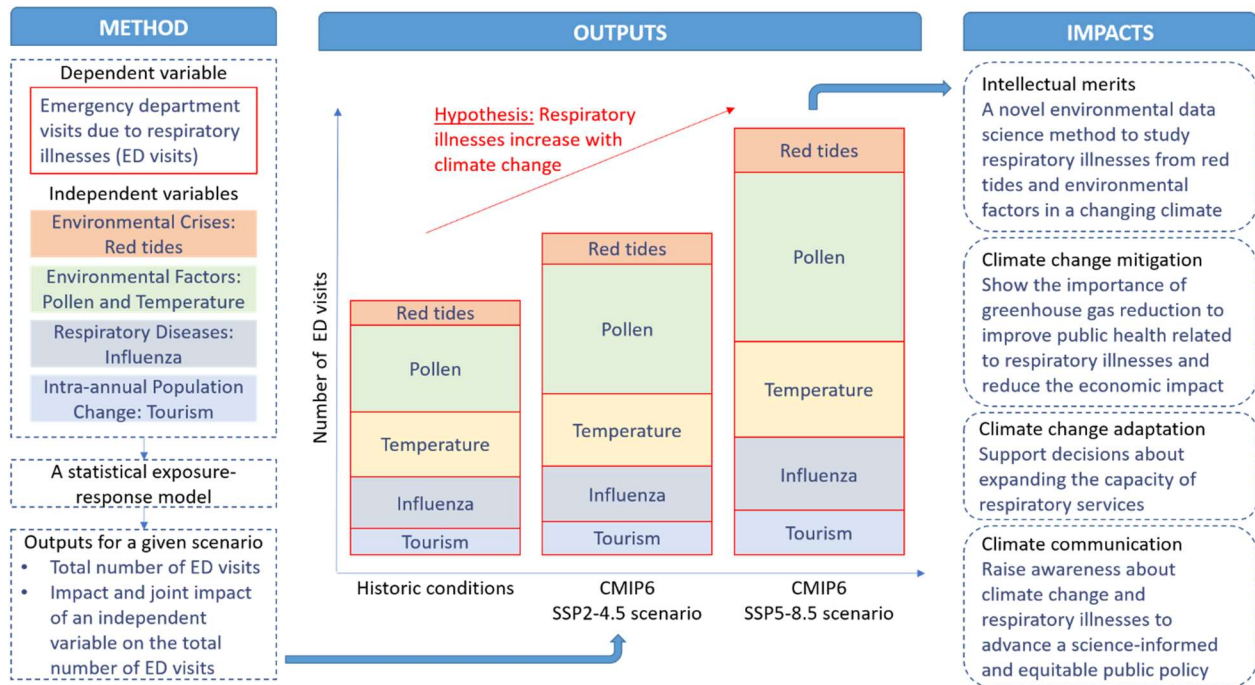 METHOD
Dependent variable
Emergency department
visits due to respiratory
illnesses (ED visits)
Independent variables
Environmental Crises:
Red tides
Environmental Factors:
Pollen and Temperature
Respiratory Diseases:
Influenza
Intra-annual Population
Change: Tourism
A statistical exposure-
response model
Outputs for a given scenario
• Total number of ED visits
• Impact and joint impact
of an independent
variable on the total
number of ED visits
OUTPUTS
Number of ED visits
Hypothesis: Respiratory
illnesses increase with
climate change
Red tides
Pollen
Temperature
Influenza
Tourism
Historic conditions
Red tides
Pollen
Temperature
Influenza
Tourism
CMIP6
SSP2-4.5 scenario
Red tides
Pollen
Temperature
Influenza
Tourism
CMIP6
SSP5-8.5 scenario
IMPACTS
Intellectual merits
A novel environmental data
science method to study
respiratory illnesses from red
tides and environmental
factors in a changing climate
Climate change mitigation
Show the importance of
greenhouse gas reduction to
improve public health related
to respiratory illnesses and
reduce the economic impact
Climate change adaptation
Support decisions about
expanding the capacity of
respiratory services
Climate communication
Raise awareness about
climate change and
respiratory illnesses to
advance a science-informed
and equitable public policy